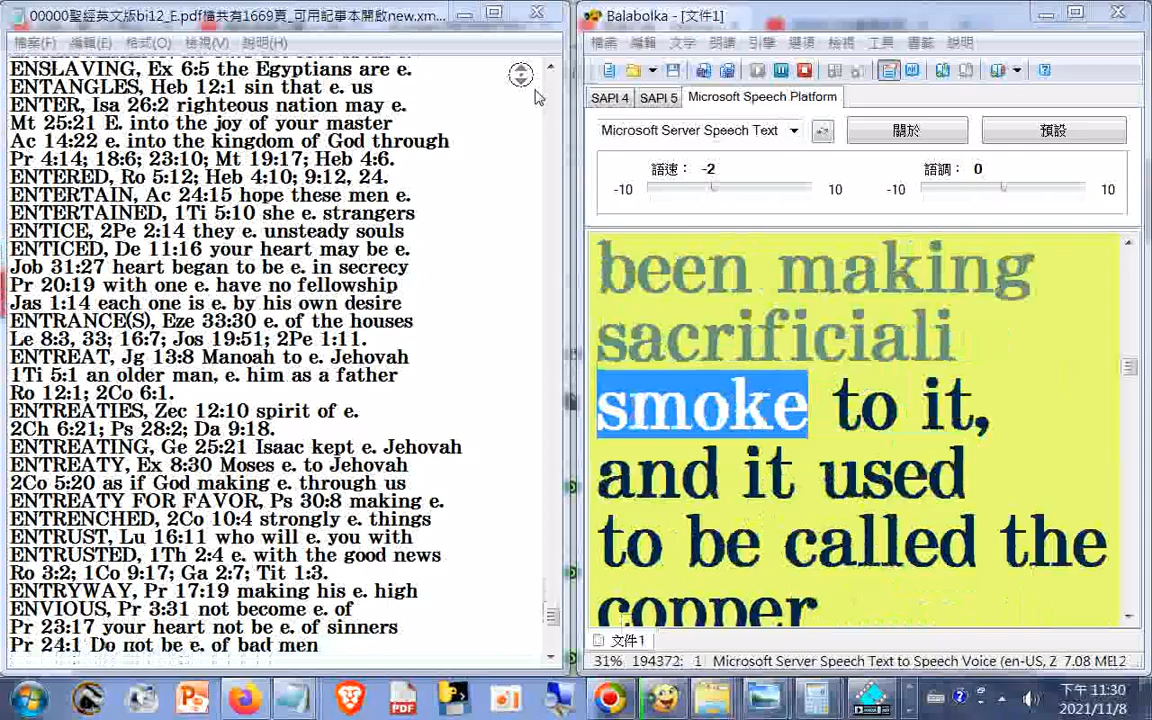 00000聖經英文版bi12_E.pdf檔共有1669頁_可用記事本開啟new.xm...
檔案(F) 編輯(E) 格式(O) 檢視(V) 說明(H)
ENSLAVING, Ex 6:5 the Egyptians are e.
ENTANGLES, Heb 12:1 sin that e. us
ENTER, Isa 26:2 righteous nation may e.
Mt 25:21 E. into the joy of your master
Ac 14:22 e. into the kingdom of God through
Pr 4:14; 18:6; 23:10; Mt 19:17; Heb 4:6.
ENTERED, Ro 5:12; Heb 4:10; 9:12, 24.
ENTERTAIN, Ac 24:15 hope these men e.
ENTERTAINED, 1Ti 5:10 she e. strangers
ENTICE, 2Pe 2:14 they e. unsteady souls
ENTICED, De 11:16 your heart may be e.
Job 31:27 heart began to be e. in secrecy
Pr 20:19 with one e. have no fellowship
Jas 1:14 each one is e. by his own desire
ENTRANCE(S), Eze 33:30 e. of the houses
Le 8:3, 33; 16:7; Jos 19:51; 2Pe 1:11.
ENTREAT, Jg 13:8 Manoah to e. Jehovah
1Ti 5:1 an older man, e. him as a father
Ro 12:1; 2Co 6:1.
ENTREATIES, Zec 12:10 spirit of e.
2Ch 6:21; Ps 28:2; Da 9:18.
ENTREATING, Ge 25:21 Isaac kept e. Jehovah
ENTREATY, Ex 8:30 Moses e. to Jehovah
2Co 5:20 as if God making e. through us
ENTREATY FOR FAVOR, Ps 30:8 making e.
ENTRENCHED, 2Co 10:4 strongly e. things
ENTRUST, Lu 16:11 who will e. you with
ENTRUSTED, 1Th 2:4 e. with the good news
Ro 3:2; 1Co 9:17; Ga 2:7; Tit 1:3.
ENTRYWAY, Pr 17:19 making his e. high
ENVIOUS, Pr 3:31 not become e. of
Pr 23:17 your heart not be e. of sinners
Pr 24:1 Do not be e. of bad men
Balabolka - [文件1]
檔案 編輯 文字 朗讀 引擎 選項 檢視 工具 書籤 說明
SAPI 4 SAPI 5 Microsoft Speech Platform
Microsoft Server Speech Text 關於 預設
語速： -2 語調： 0
-10 10 -10 10
been making
sacrificiali
smoke to it,
and it used
to be called the
copper
文件1
31% 194372: 1 Microsoft Server Speech Text to Speech Voice (en-US, Z 7.08 ME12
PDF
下午 11:30
2021/11/8